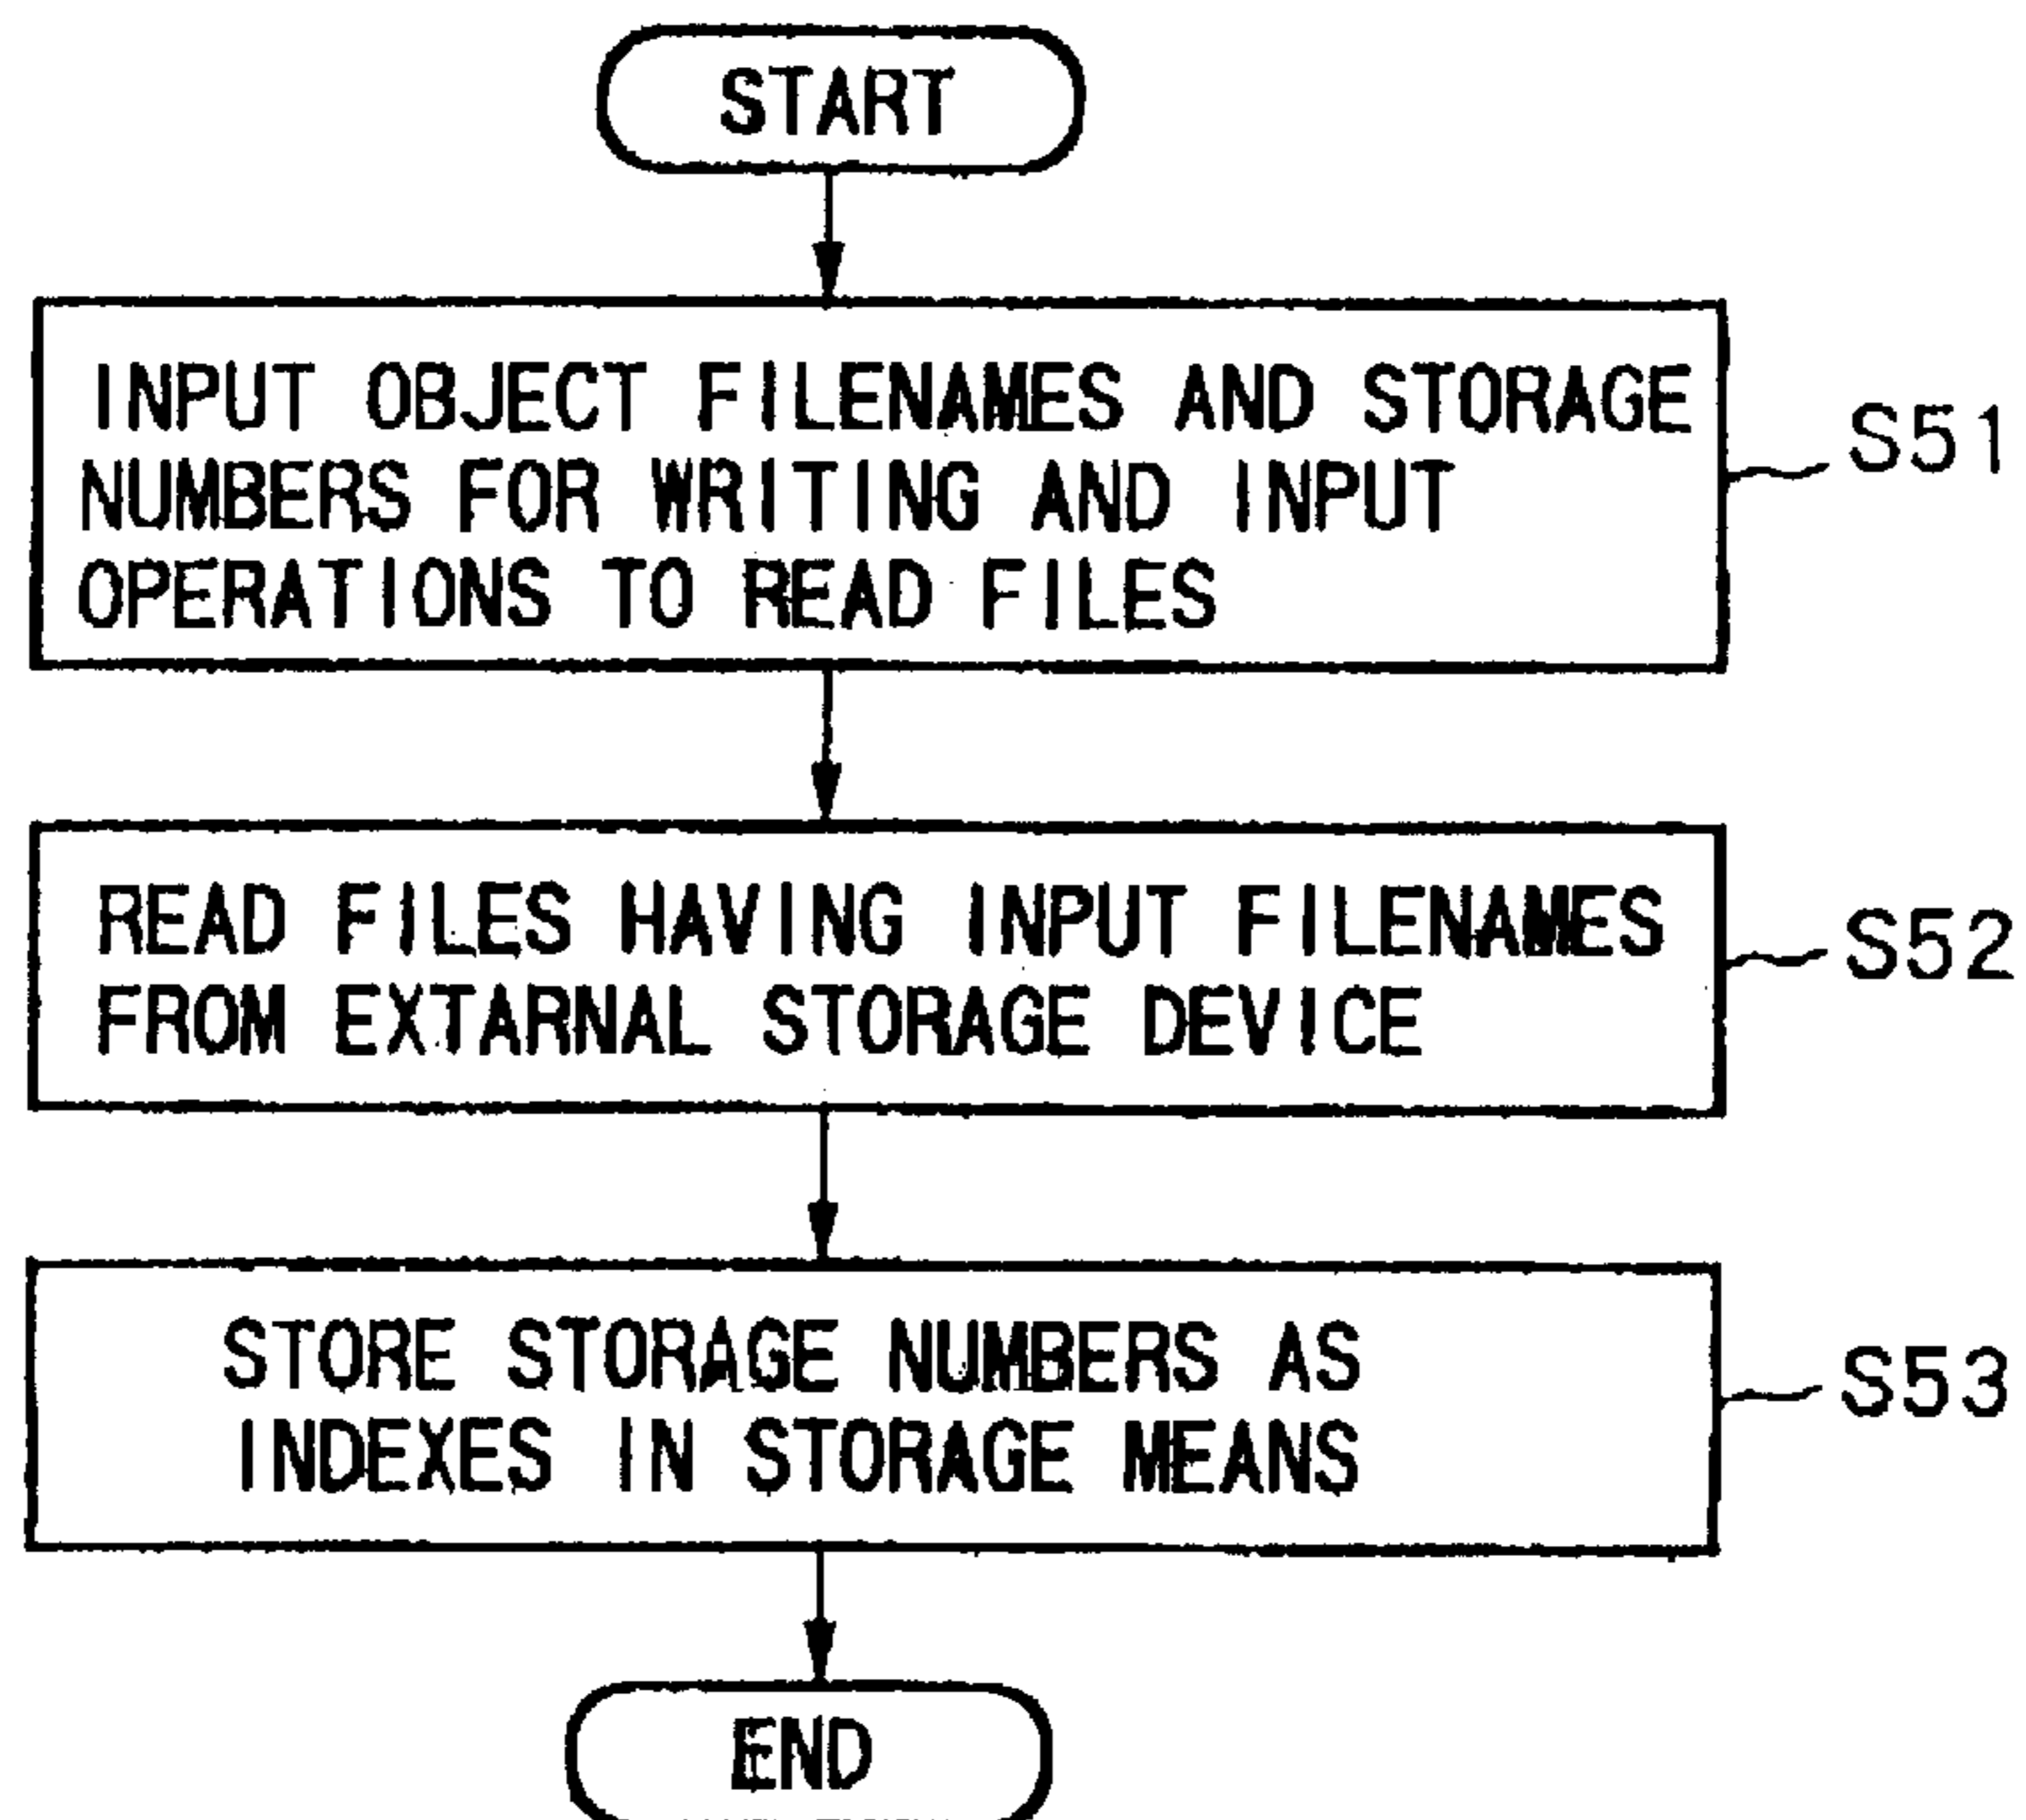 START
INPUT OBJECT FILENAMES AND STORAGE
NUMBERS FOR WRITING AND INPUT
OPERATIONS TO READ FILES
S51
READ FILES HAVING INPUT FILENAMES
FROM EXTARNAL STORAGE DEVICE
S52
STORE STORAGE NUMBERS AS
INDEXES IN STORAGE MEANS
S53
END